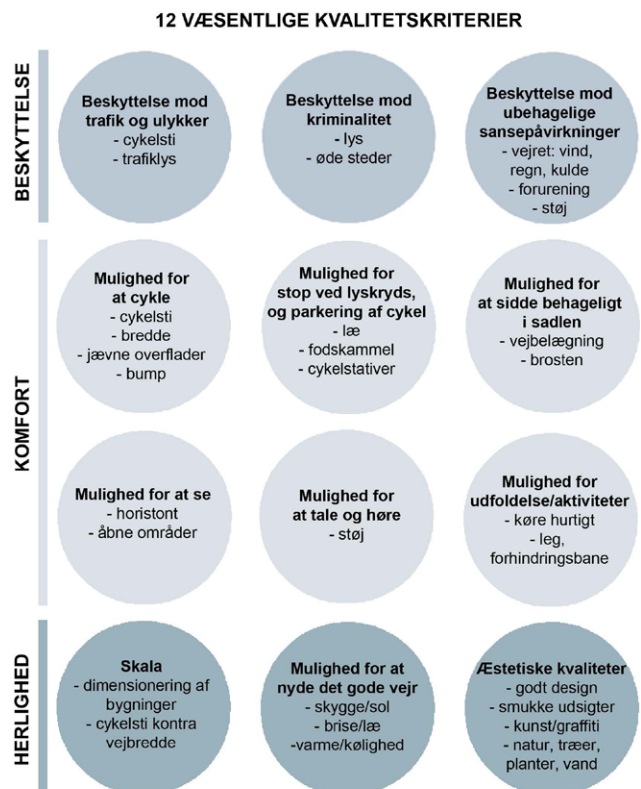 12 VÆSENTLIGE KVALITETSKRITERIER
BESKYTTELSE
Beskyttelse mod
trafik og ulykker
- cykelsti
- trafiklys
Beskyttelse mod
kriminalitet
- lys
- øde steder
Beskyttelse mod
ubehagelige
sansepåvirkninger
- vejret: vind,
regn, kulde
- forurening
- støj
KOMFORT
Mulighed for
at cykle
- cykelsti
- bredde
- jævne overflader
- bump
Mulighed for
stop ved lyskryds,
og parkering af cykel
- læ
- fodskammel
- cykelstativer
Mulighed for
at sidde behageligt
i sadlen
- vejbelægning
- brosten
Mulighed for at se
- horistont
- åbne områder
Mulighed for
at tale og høre
- støj
Mulighed for
udfoldelse/aktiviteter
- køre hurtigt
- leg,
forhindringsbane
HERLIGHED
Skala
- dimensionering af
bygninger
- cykelsti kontra
vejbredde
Mulighed for at
nyde det gode vejr
- skygge/sol
- brise/læ
-varme/kølighed
Æstetiske kvaliteter
- godt design
- smukke udsigter
- kunst/graffiti
- natur, træer,
planter, vand